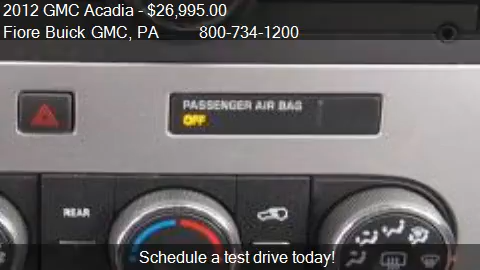 2012 GMC Acadia - $26,995.00
Fiore Buick GMC, PA 800-734-1200
PASSENGER AIR BAG
OFF
REAR
Schedule a test drive today!